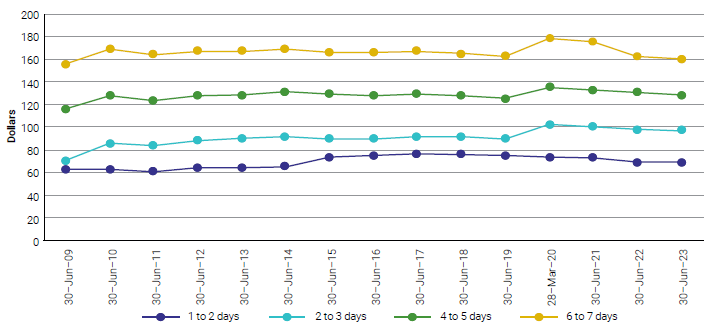 200
180
160
140
120
100
80
60
40
20
0
Dollars
30–Jun–09
30–Jun–10
30–Jun–11
30–Jun–12
30–Jun–13
30–Jun–14
30–Jun–15
30–Jun–16
30–Jun–17
30–Jun–18
30–Jun–19
28–Mar–20
30–Jun–21
30–Jun–22
30–Jun–23
1 to 2 days 2 to 3 days 4 to 5 days 6 to 7 days